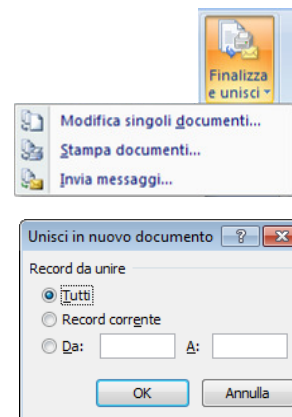 Finalizza
e unisci
Modifica singoli documenti...
Stampa documenti...
Invia messaggi...
Unisci in nuovo documento
Record da unire
Tutti
Record corrente
Da: A:
OK Annulla